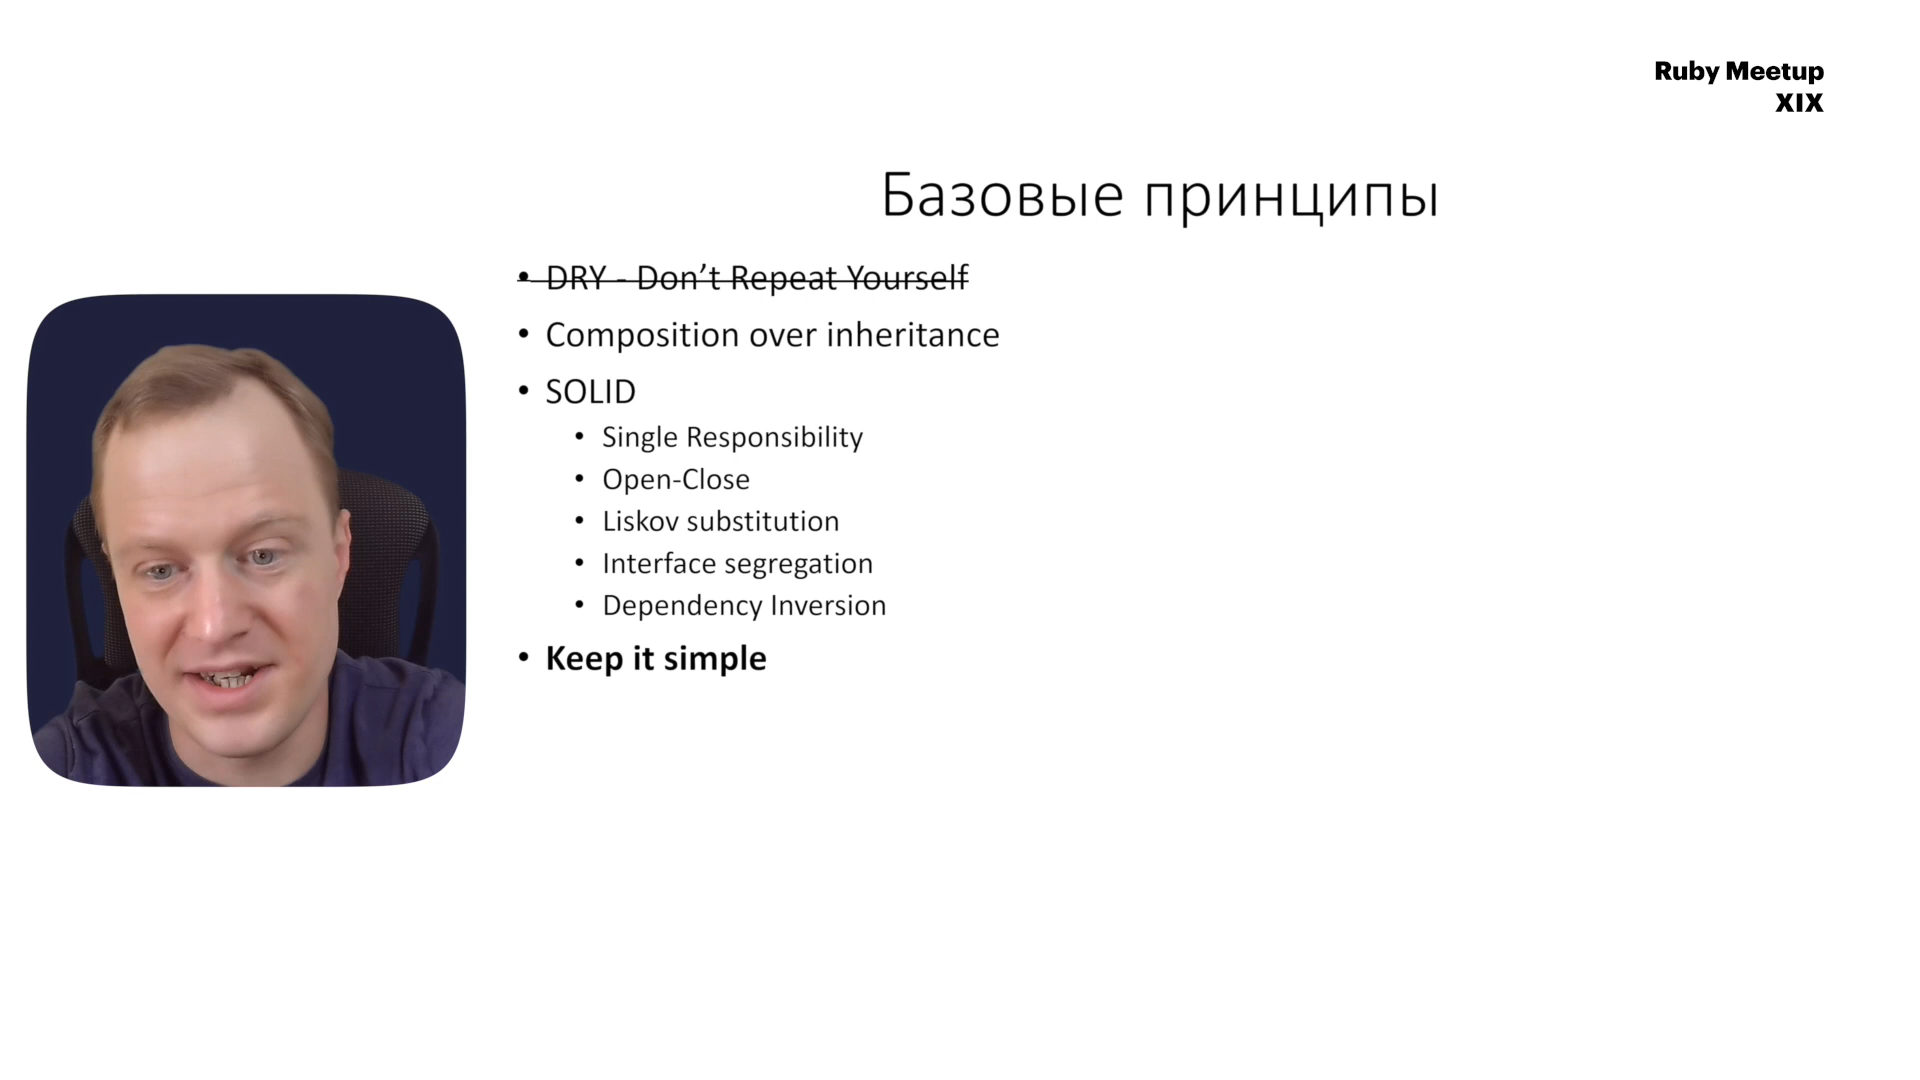 Ruby Meetup
XIX
Базовые принципы
• DRY - Don’t Repeat Yourself
• Composition over inheritance
• SOLID
• Single Responsibility
• Open-Close
• Liskov substitution
• Interface segregation
• Dependency Inversion
• Keep it simple